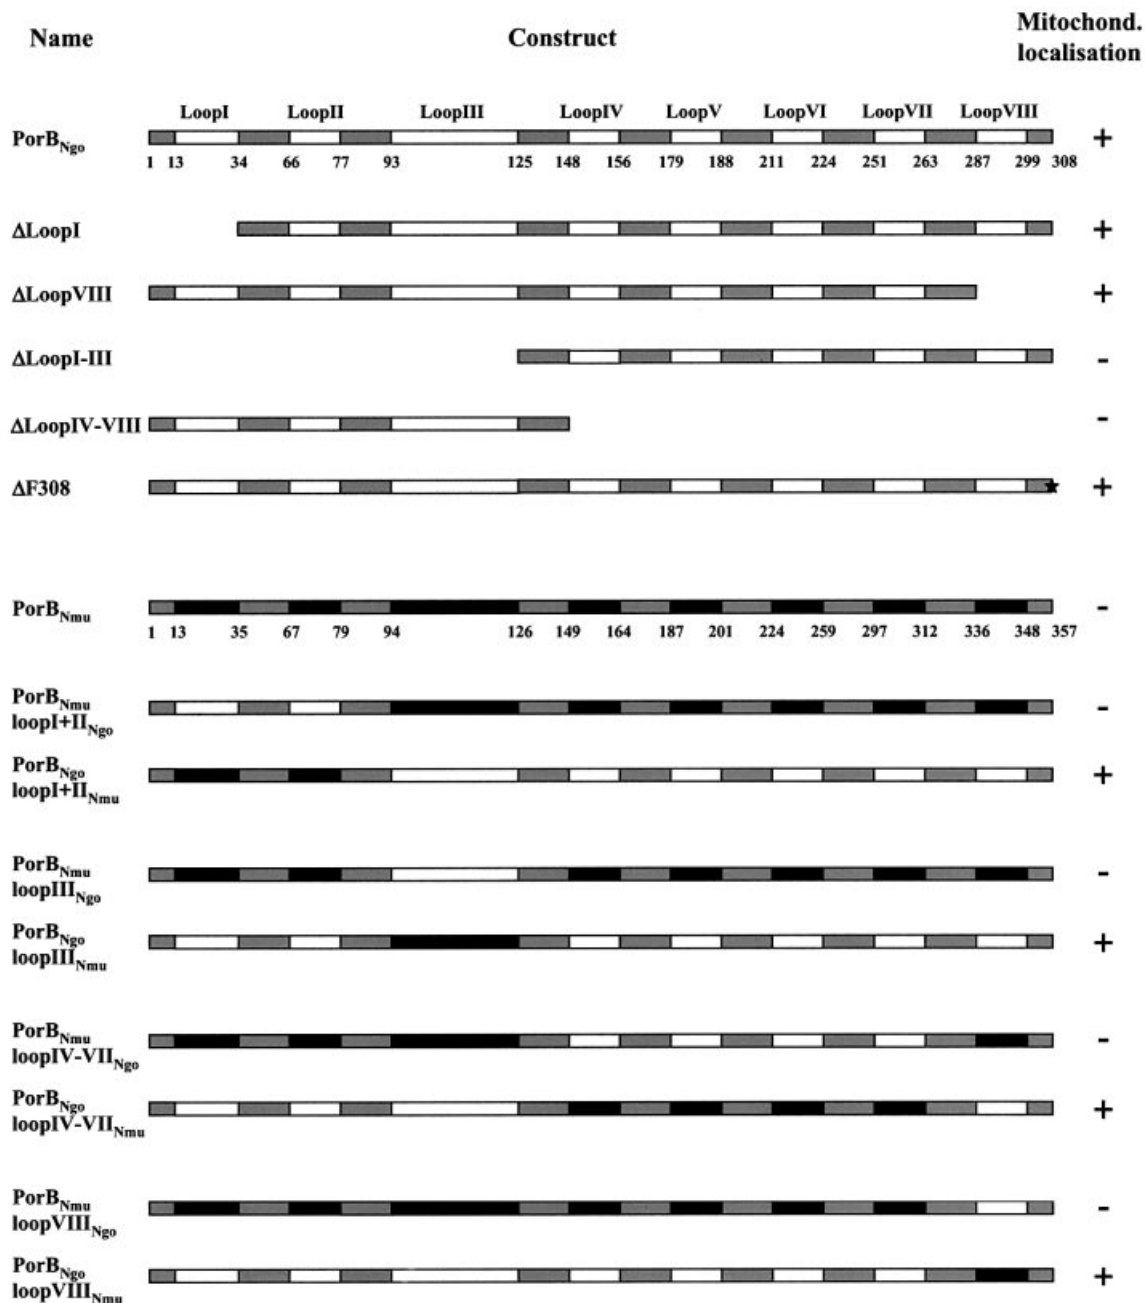 Name Construct Mitochond. localisation
LoopI LoopII LoopIII LoopIV LoopV LoopVI LoopVII LoopVIII
PorBNgo +
1 13 34 66 77 93 125 148 156 179 188 211 224 251 263 287 299 308
ΔLoopI +
ΔLoopVIII +
ΔLoopI-III -
ΔLoopIV-VIII -
ΔF308 ★ +
PorBNmu -
1 13 35 67 79 94 126 149 164 187 201 224 259 297 312 336 348 357
PorBNmu
loopI+IINgo -
PorBNgo
loopI+IINmu +
PorBNmu
loopIIINgo -
PorBNgo
loopIIINmu +
PorBNmu
loopIV-VIINgo -
PorBNgo
loopIV-VIINmu +
PorBNmu
loopVIIINgo -
PorBNgo
loopVIIINmu +